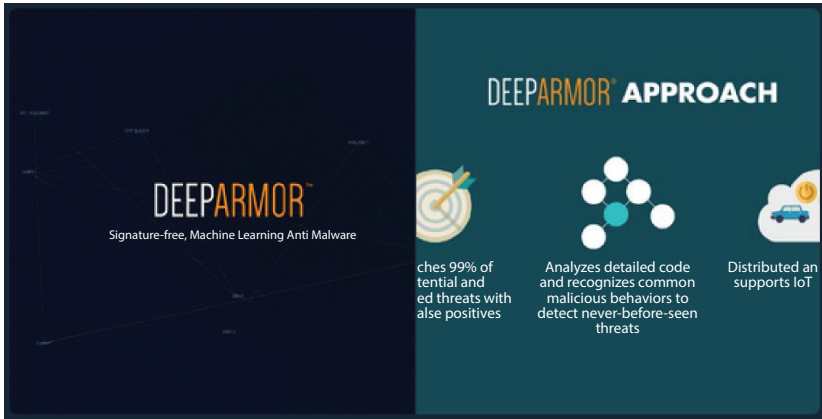 DEEPARMOR™
Signature-free, Machine Learning Anti Malware
DEEPARMOR® APPROACH
ches 99% of
tential and
ed threats with
alse positives
Analyzes detailed code
and recognizes common
malicious behaviors to
detect never-before-seen
threats
Distributed an
supports IoT